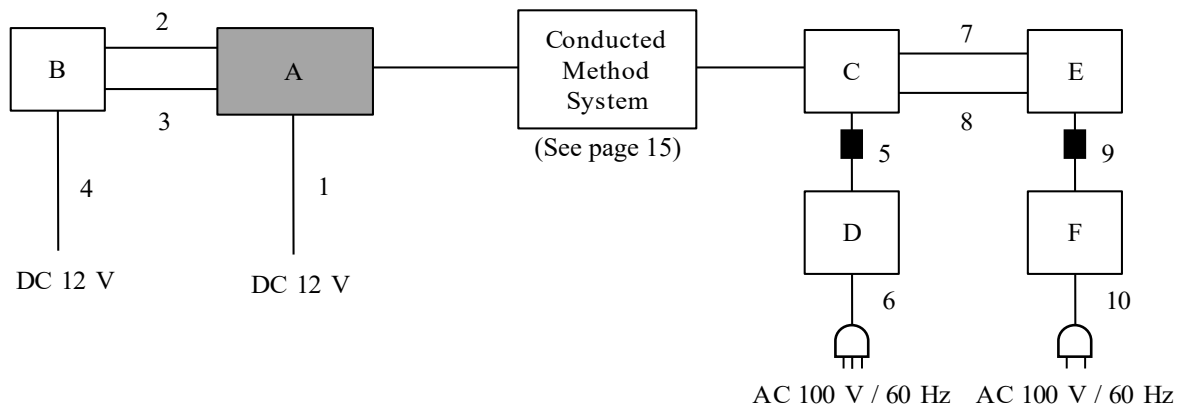 2
7
B
A
Conducted
Method
System
C
E
3
8
(See page 15)
5
9
4
1
D
F
DC 12 V
DC 12 V
6
10
AC 100 V / 60 Hz
AC 100 V / 60 Hz